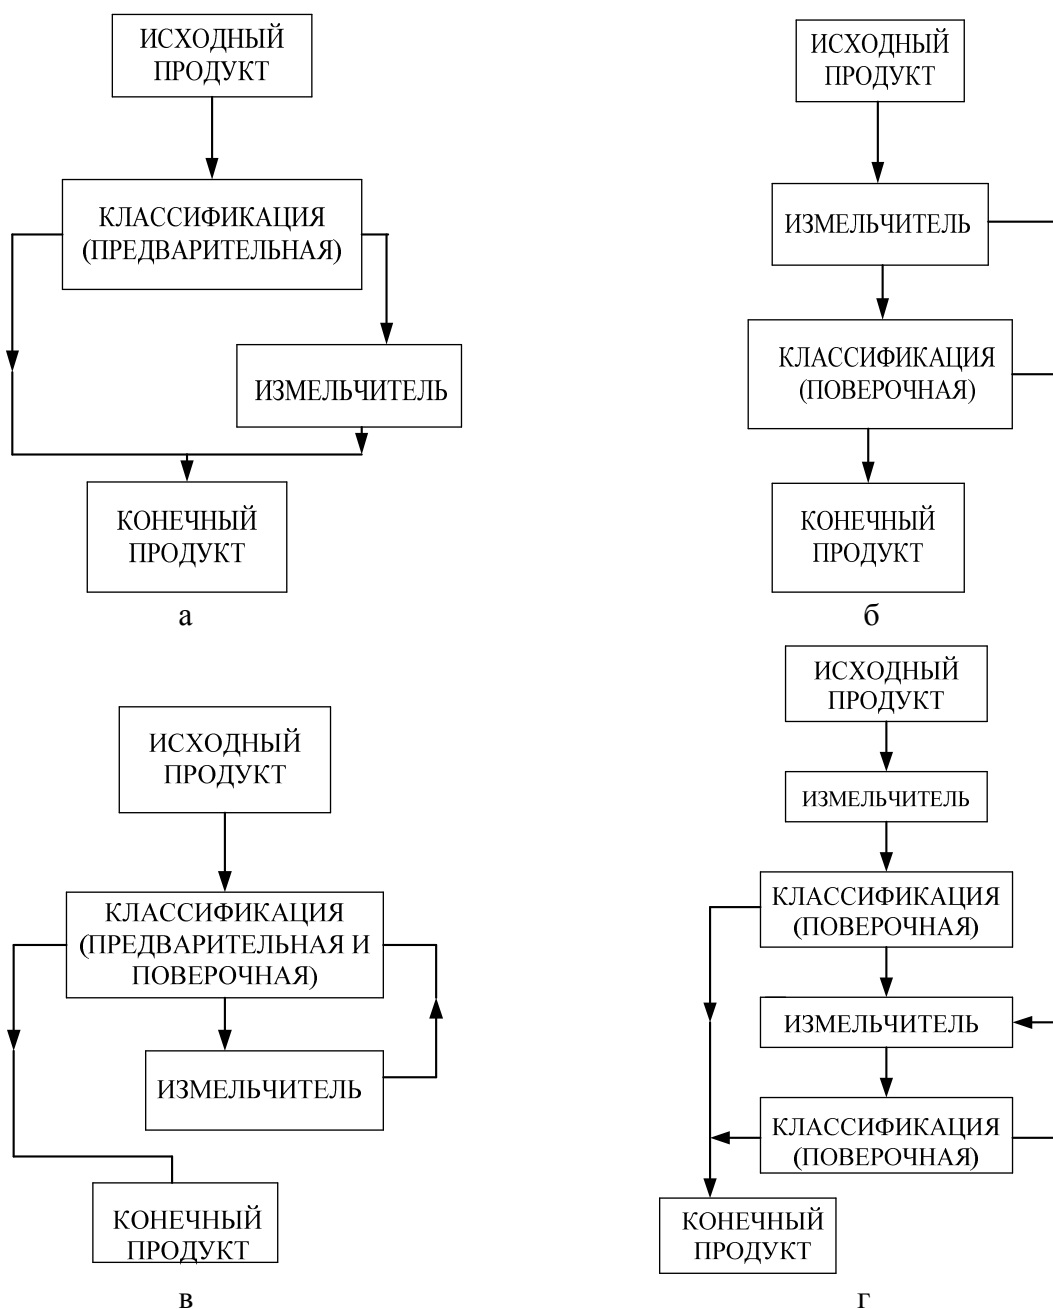 ИСХОДНЫЙ
ПРОДУКТ
КЛАССИФИКАЦИЯ
(ПРЕДВАРИТЕЛЬНАЯ)
ИЗМЕЛЬЧИТЕЛЬ
КОНЕЧНЫЙ
ПРОДУКТ
а
ИСХОДНЫЙ
ПРОДУКТ
ИЗМЕЛЬЧИТЕЛЬ
КЛАССИФИКАЦИЯ
(ПОВЕРОЧНАЯ)
КОНЕЧНЫЙ
ПРОДУКТ
б
ИСХОДНЫЙ
ПРОДУКТ
КЛАССИФИКАЦИЯ
(ПРЕДВАРИТЕЛЬНАЯ И
ПОВЕРОЧНАЯ)
ИЗМЕЛЬЧИТЕЛЬ
КОНЕЧНЫЙ
ПРОДУКТ
в
ИСХОДНЫЙ
ПРОДУКТ
ИЗМЕЛЬЧИТЕЛЬ
КЛАССИФИКАЦИЯ
(ПОВЕРОЧНАЯ)
ИЗМЕЛЬЧИТЕЛЬ
КЛАССИФИКАЦИЯ
(ПОВЕРОЧНАЯ)
КОНЕЧНЫЙ
ПРОДУКТ
г